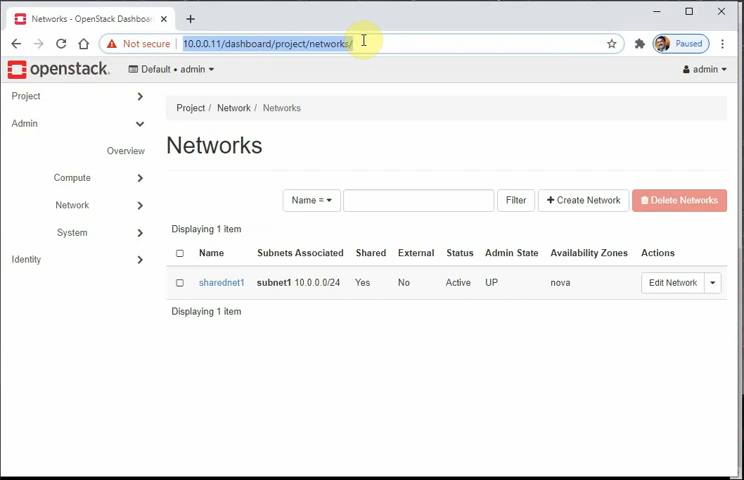 Networks - OpenStack Dashboa
Not secure 10.0.0.11/dashboard/project/networks/ Paused
openstack. Default • admin admin
Project
Admin
Overview
Compute
Network
System
Identity
Project / Network / Networks
Networks
Name = Filter + Create Network Delete Networks
Displaying 1 item
Name Subnets Associated Shared External Status Admin State Availability Zones Actions
sharednet1 subnet1 10.0.0.0/24 Yes No Active UP nova Edit Network
Displaying 1 item